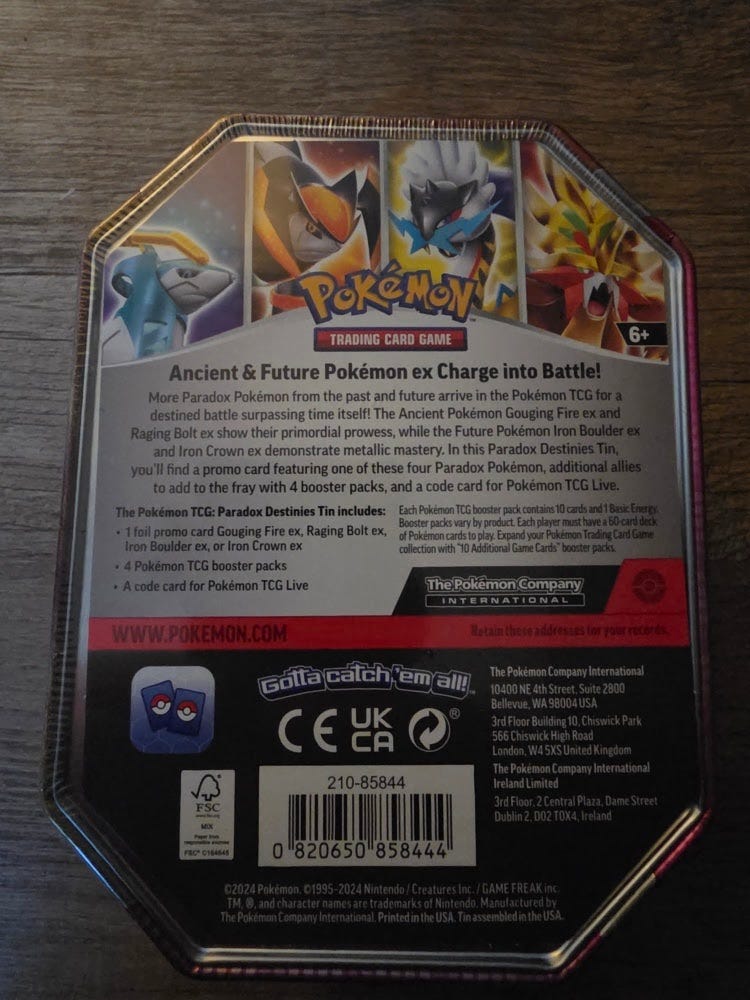 POKéMON™
TRADING CARD GAME
6+
Ancient & Future Pokémon ex Charge into Battle!
More Paradox Pokémon from the past and future arrive in the Pokémon TCG for a
destined battle surpassing time itself! The Ancient Pokémon Gouging Fire ex and
Raging Bolt ex show their primordial prowess, while the Future Pokémon Iron Boulder ex
and Iron Crown ex demonstrate metallic mastery. In this Paradox Destinies Tin,
you'll find a promo card featuring one of these four Paradox Pokémon, additional allies
to add to the fray with 4 booster packs, and a code card for Pokémon TCG Live.
The Pokémon TCG: Paradox Destinies Tin includes:
• 1 foil promo card Gouging Fire ex, Raging Bolt ex,
Iron Boulder ex, or Iron Crown ex
• 4 Pokémon TCG booster packs
• A code card for Pokémon TCG Live
Each Pokémon TCG booster pack contains 10 cards and 1 Basic Energy.
Booster packs vary by product. Each player must have a 60-card deck
of Pokémon cards to play. Expand your Pokémon Trading Card Game
collection with "10 Additional Game Cards" booster packs.
The Pokémon Company
INTERNATIONAL
WWW.POKEMON.COM
Retain these addresses for your records.
Gotta catch 'em all!™
CE UK
CA ®
The Pokémon Company International
10400 NE 4th Street, Suite 2800
Bellevue, WA 98004 USA
3rd Floor Building 10, Chiswick Park
566 Chiswick High Road
London, W4 5XS United Kingdom
The Pokémon Company International
Ireland Limited
3rd Floor, 2 Central Plaza, Dame Street
Dublin 2, D02 T0X4, Ireland
FSC
www.fsc.org
MIX
Paper from
responsible sources
FSC® C164645
210-85844
0 820650 858444
©2024 Pokémon. ©1995-2024 Nintendo / Creatures Inc. / GAME FREAK inc.
TM, ®, and character names are trademarks of Nintendo. Manufactured by
The Pokémon Company International. Printed in the USA. Tin assembled in the USA.